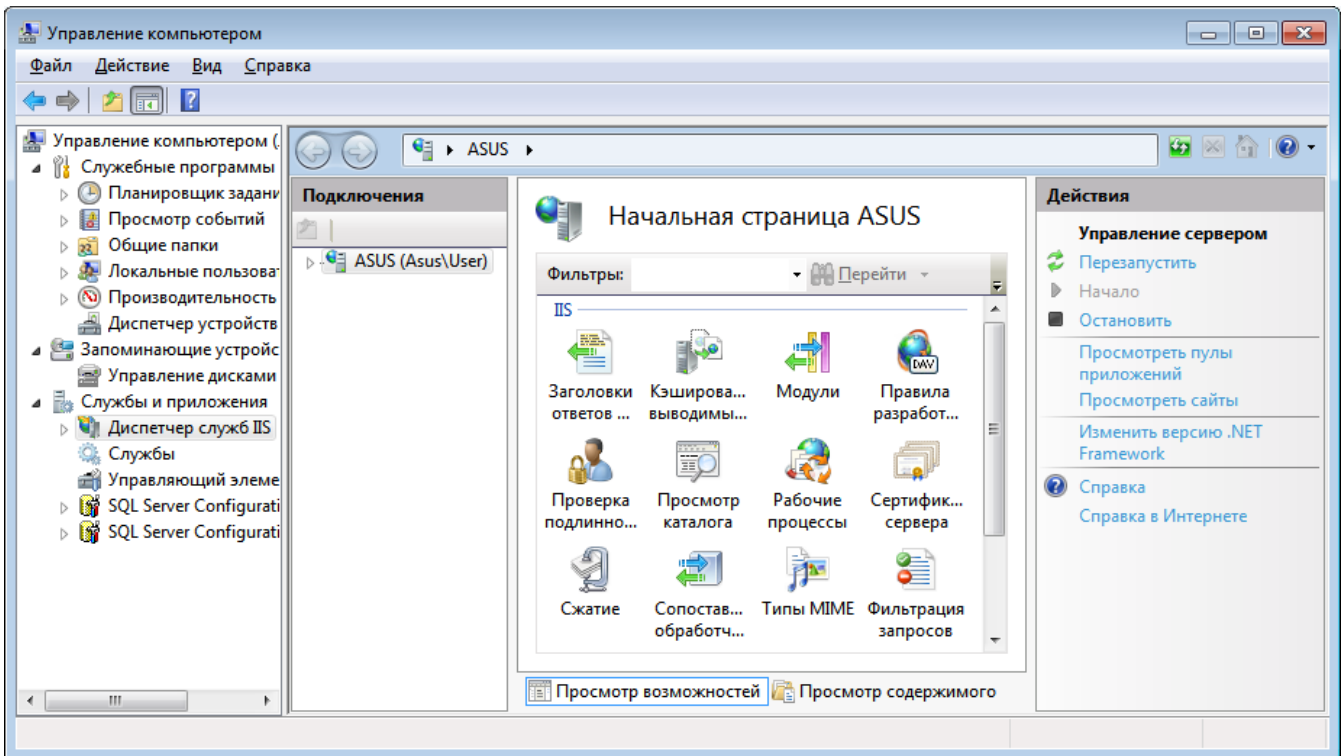 Управление компьютером
Файл Действие Вид Справка
Управление компьютером (.
Служебные программы
Планировщик задани
Просмотр событий
Общие папки
Локальные пользоват
Производительность
Диспетчер устройств
Запоминающие устройс
Управление дисками
Службы и приложения
Диспетчер служб IIS
Службы
Управляющий элеме
SQL Server Configurati
SQL Server Configurati
ASUS
Подключения
ASUS (Asus\User)
Начальная страница ASUS
Фильтры: Перейти
IIS
Заголовки ответов ...
Кэширова... выводимы...
Модули
Правила разработ...
Проверка подлинно...
Просмотр каталога
Рабочие процессы
Сертифик... сервера
Сжатие
Сопостав... обработч...
Типы MIME
Фильтрация запросов
Просмотр возможностей Просмотр содержимого
Действия
Управление сервером
Перезапустить
Начало
Остановить
Просмотреть пулы
приложений
Просмотреть сайты
Изменить версию .NET
Framework
Справка
Справка в Интернете